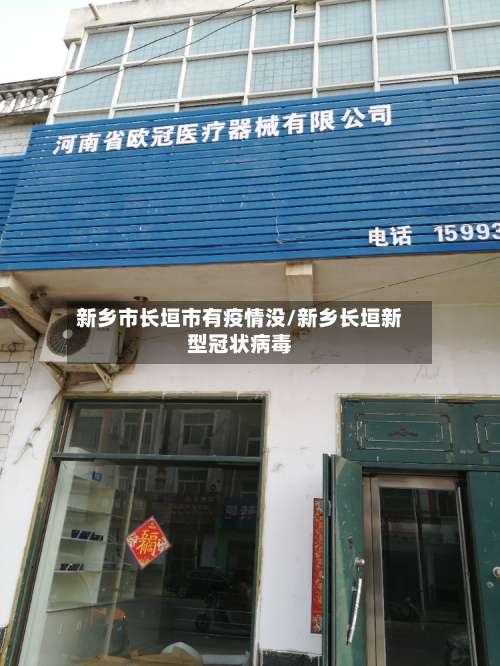 河南省欧冠医疗器械有限公司
电话 15993
新乡市长垣市有疫情没/新乡长垣新
型冠状病毒
福